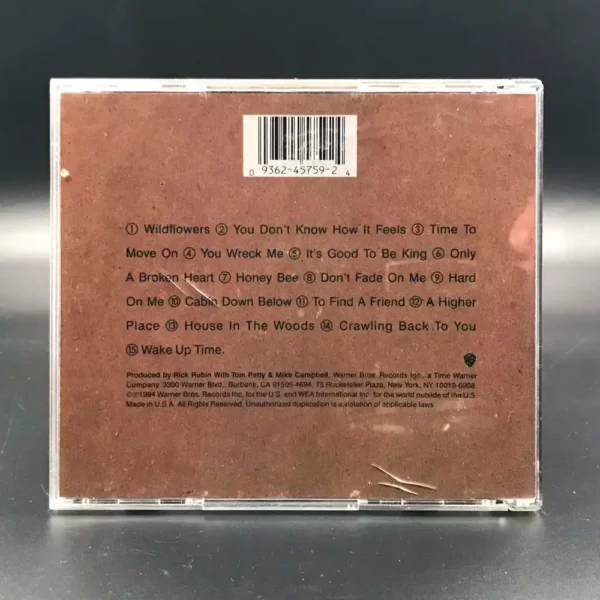 0 9362-45759-2 4
① Wildflowers ② You Don't Know How It Feels ③ Time To
Move On ④ You Wreck Me ⑤ It's Good To Be King ⑥ Only
A Broken Heart ⑦ Honey Bee ⑧ Don't Fade On Me ⑨ Hard
On Me ⑩ Cabin Down Below ⑪ To Find A Friend ⑫ A Higher
Place ⑬ House In The Woods ⑭ Crawling Back To You
⑮ Wake Up Time.
Produced by Rick Rubin With Tom Petty & Mike Campbell. Warner Bros. Records Inc., a Time Warner
Company. 3300 Warner Blvd., Burbank, CA 91505-4694. 75 Rockefeller Plaza, New York, NY 10019-6908.
©℗1994 Warner Bros. Records Inc. for the U.S. and WEA International Inc. for the world outside of the U.S.
Made in U.S.A. All Rights Reserved. Unauthorized duplication is a violation of applicable laws.